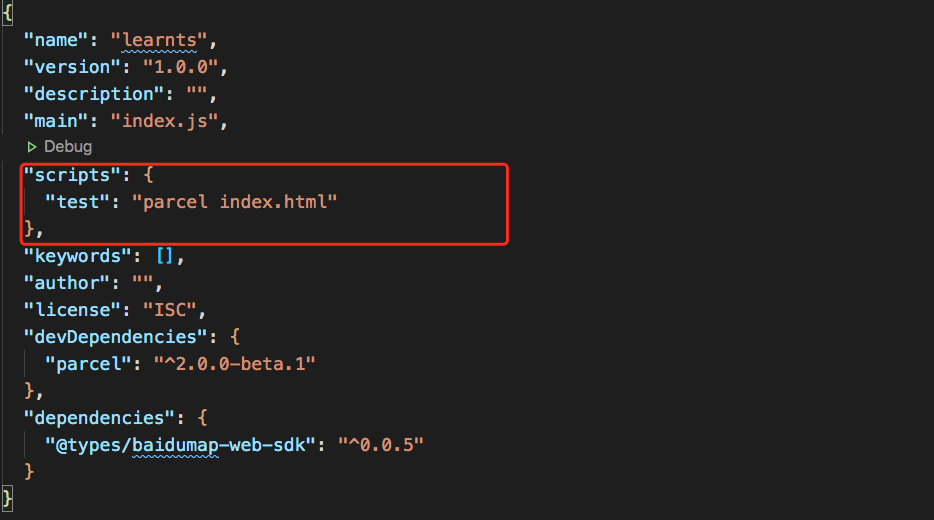 {
"name": "learnts",
"version": "1.0.0",
"description": "",
"main": "index.js",
Debug
"scripts": {
"test": "parcel index.html"
},
"keywords": [],
"author": "",
"license": "ISC",
"devDependencies": {
"parcel": "^2.0.0-beta.1"
},
"dependencies": {
"@types/baidumap-web-sdk": "^0.0.5"
}
}